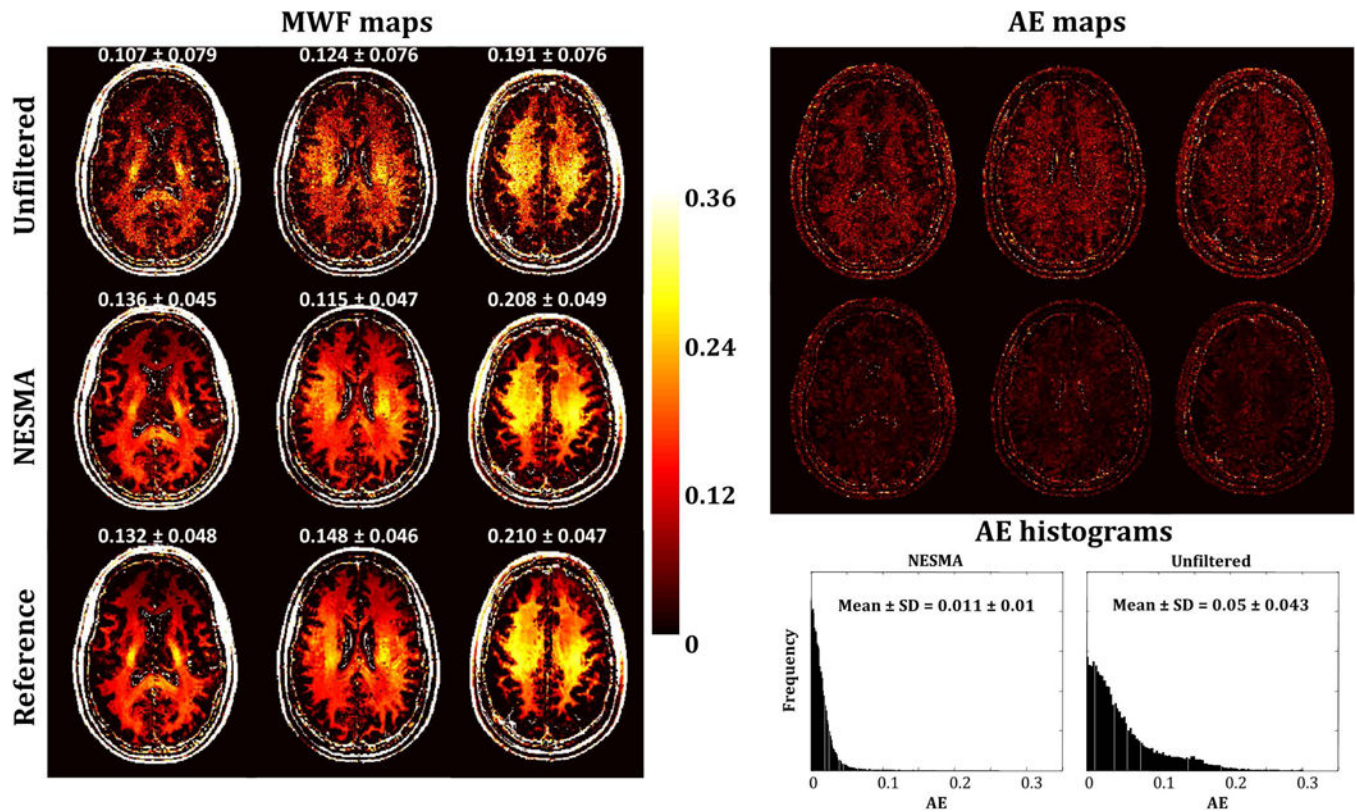 MWF maps
AE maps
Unfiltered
0.107 ± 0.079
0.124 ± 0.076
0.191 ± 0.076
NESMA
0.136 ± 0.045
0.115 ± 0.047
0.208 ± 0.049
Reference
0.132 ± 0.048
0.148 ± 0.046
0.210 ± 0.047
0.36
0.24
0.12
0
AE histograms
NESMA
Mean ± SD = 0.011 ± 0.01
Frequency
0 0.1 0.2 0.3
AE
Unfiltered
Mean ± SD = 0.05 ± 0.043
0 0.1 0.2 0.3
AE